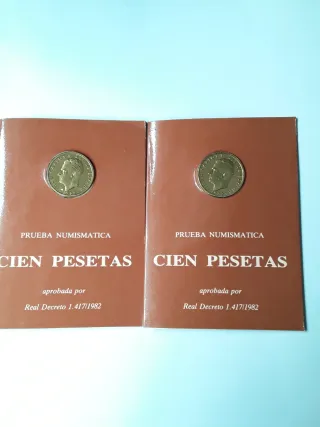 PRUEBA NUMISMATICA
CIEN PESETAS
aprobada por
Real Decreto 1.417/1982
PRUEBA NUMISMATICA
CIEN PESETAS
aprobada por
Real Decreto 1.417/1982